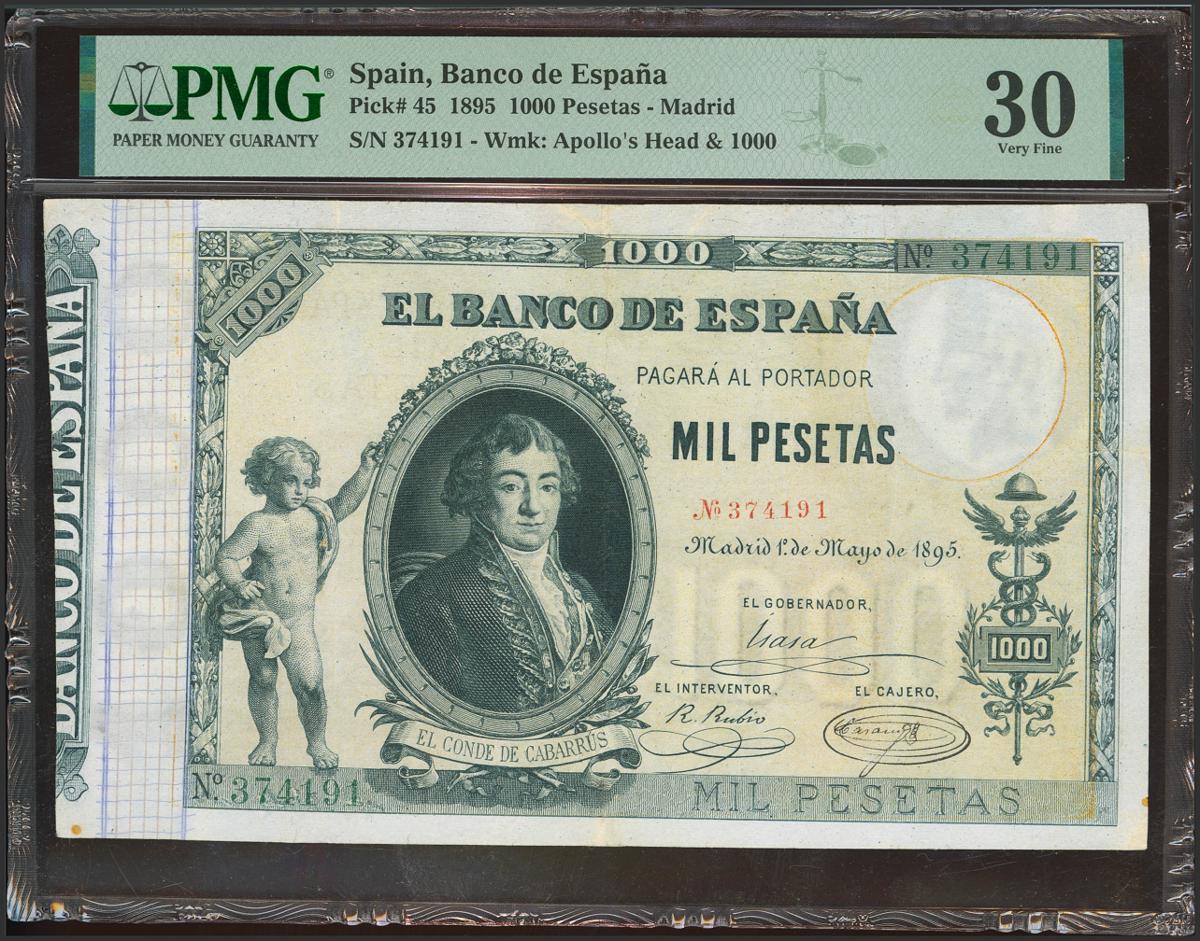 PMG®
PAPER MONEY GUARANTY
Spain, Banco de España
Pick# 45 1895 1000 Pesetas - Madrid
S/N 374191 - Wmk: Apollo's Head & 1000
30
Very Fine
BANCO DE ESPAÑA
1000
1000
Nº 374191
EL BANCO DE ESPAÑA
PAGARÁ AL PORTADOR
MIL PESETAS
Nº 374191
Madrid 1º de Mayo de 1895.
EL GOBERNADOR,
Isasa
EL INTERVENTOR,
R. Rubio
EL CAJERO,
1000
EL CONDE DE CABARRÚS
Nº 374191
MIL PESETAS